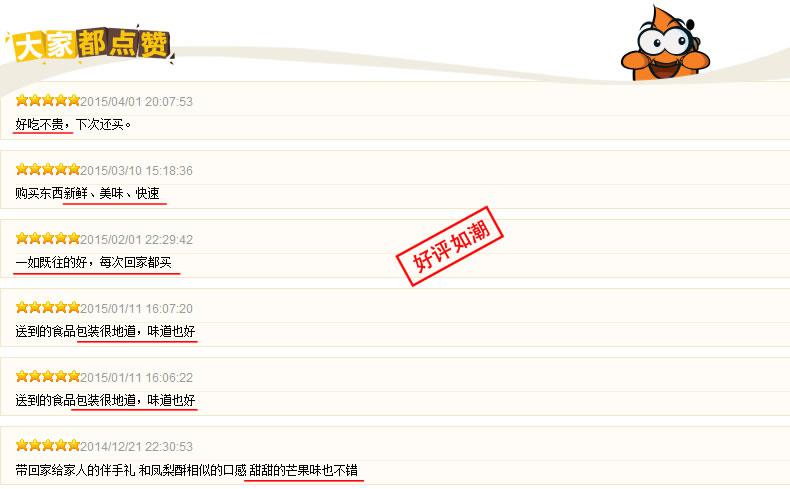 大家都点赞
2015/04/01 20:07:53
好吃不贵，下次还买。
2015/03/10 15:18:36
购买东西新鲜、美味、快速
2015/02/01 22:29:42
好评如潮
一如既往的好，每次回家都买
2015/01/11 16:07:20
送到的食品包装很地道，味道也好
2015/01/11 16:06:22
送到的食品包装很地道，味道也好
2014/12/21 22:30:53
带回家给家人的伴手礼 和凤梨酥相似的口感 甜甜的芒果味也不错